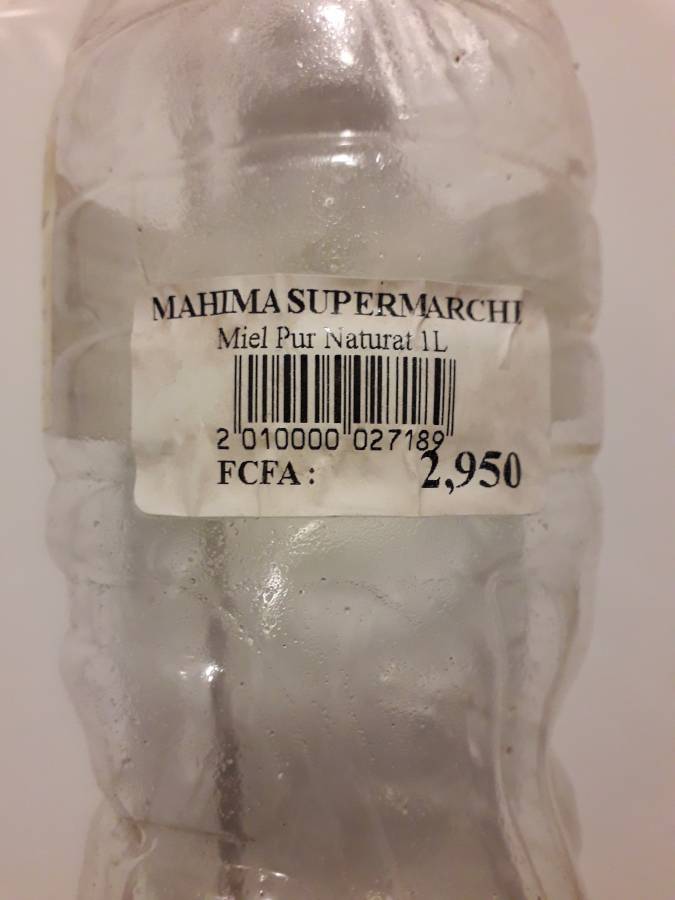 MAHIMA SUPERMARCHE
Miel Pur Naturat 1L
2 010000 027189
FCFA : 2,950